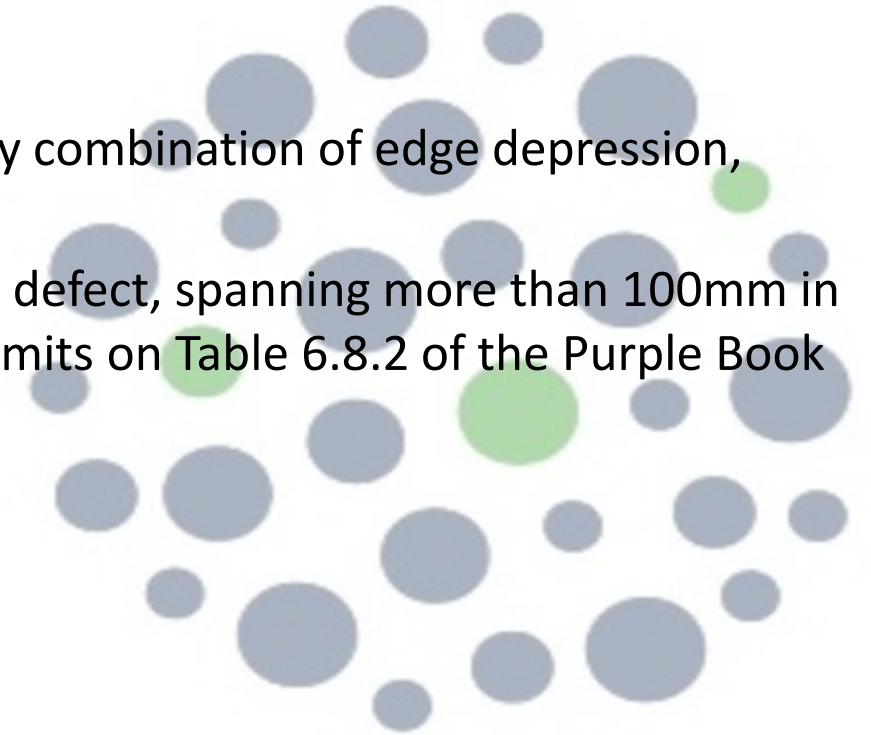 y combination of edge depression,
defect, spanning more than 100mm in
mits on Table 6.8.2 of the Purple Book